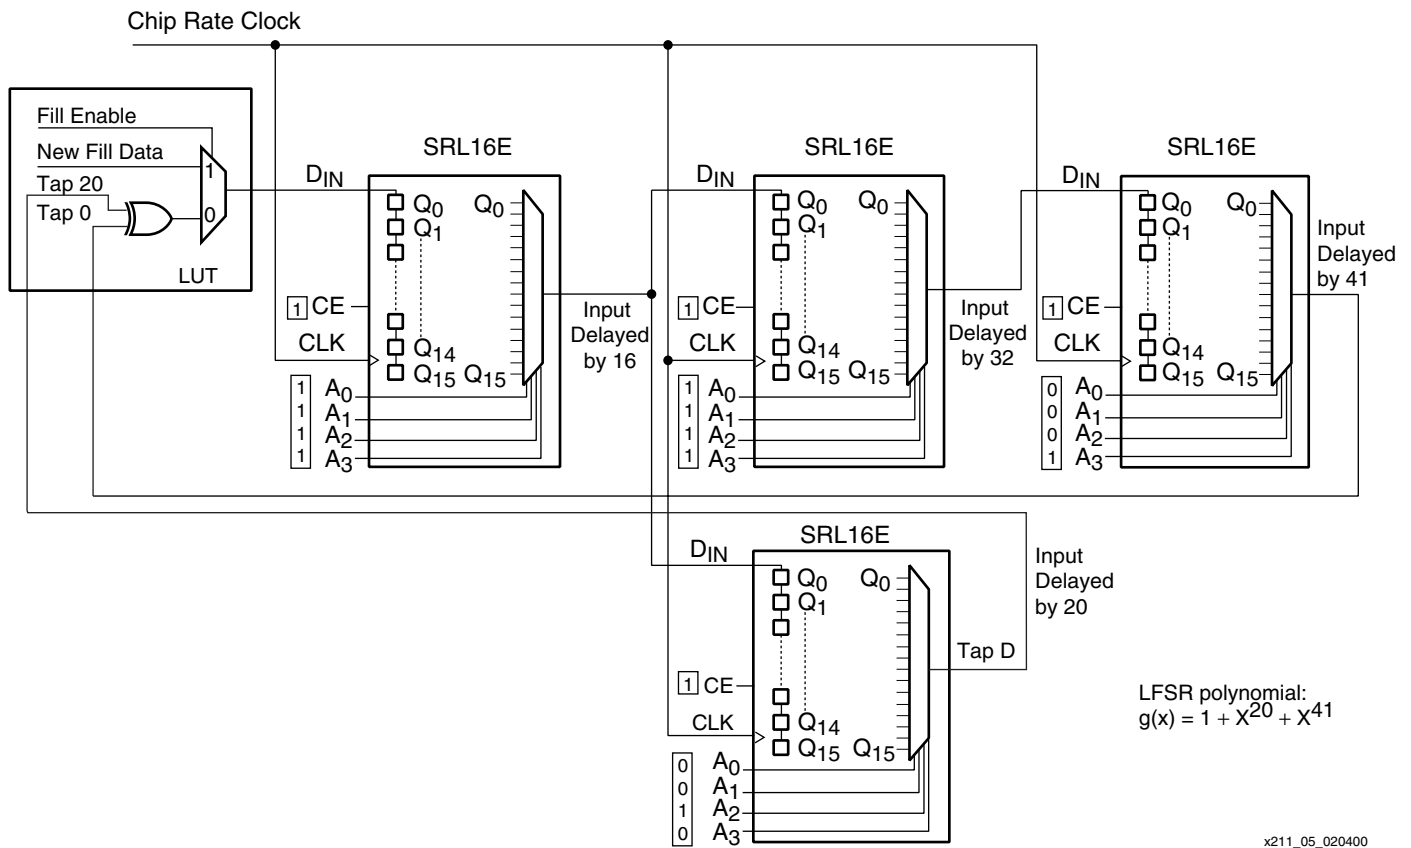 Chip Rate Clock
Fill Enable
New Fill Data
Tap 20
Tap 0
1
0
LUT
SRL16E
DIN
Q0
Q1
Q0
1 CE
CLK
Q14
Q15
Q15
1 A0
1 A1
1 A2
1 A3
Input
Delayed
by 16
SRL16E
DIN
Q0
Q1
Q0
1 CE
CLK
Q14
Q15
Q15
1 A0
1 A1
1 A2
1 A3
Input
Delayed
by 32
SRL16E
DIN
Q0
Q1
Q0
1 CE
CLK
Q14
Q15
Q15
0 A0
0 A1
0 A2
1 A3
Input
Delayed
by 41
SRL16E
DIN
Q0
Q1
Q0
1 CE
CLK
Q14
Q15
Q15
0 A0
0 A1
1 A2
0 A3
Tap D
Input
Delayed
by 20
LFSR polynomial:
g(x) = 1 + X^20 + X^41
x211_05_020400